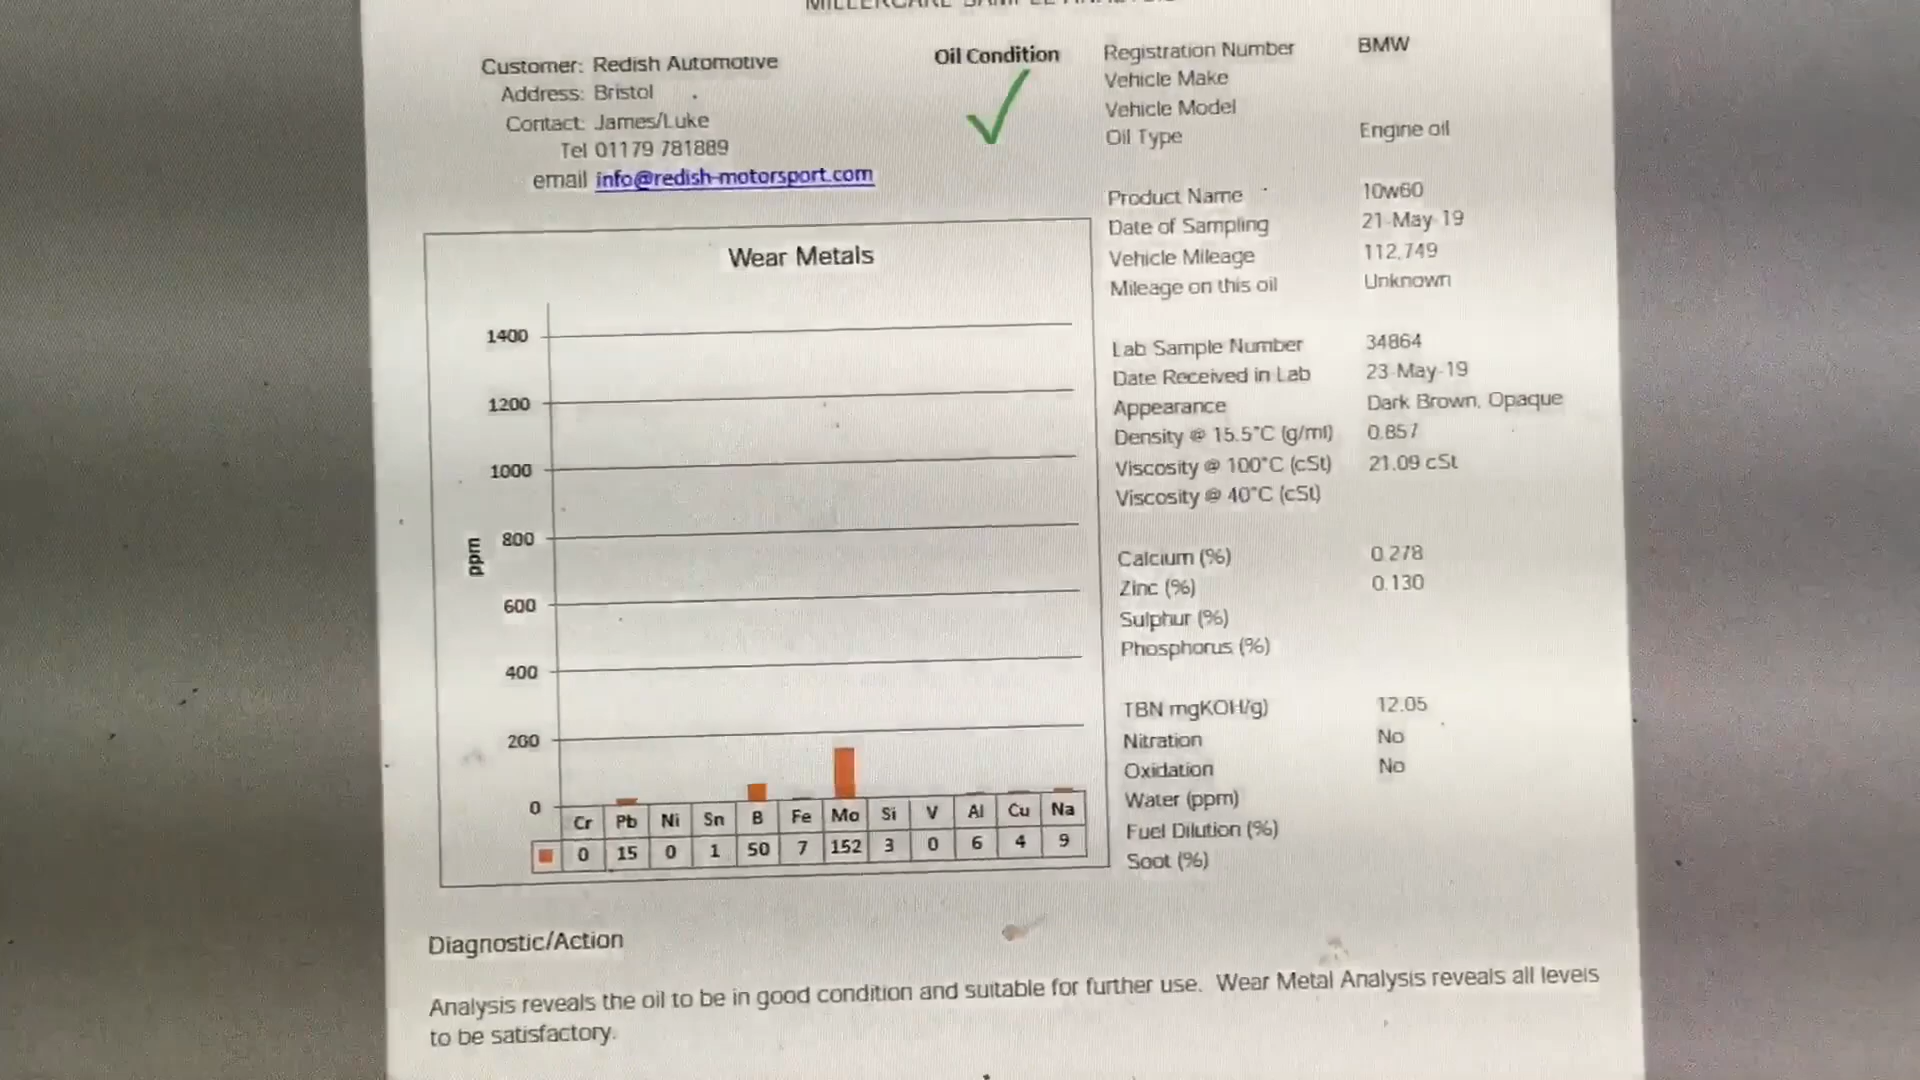 MILLERCARE SAMPLE ANALYSIS
Customer: Redish Automotive
Address: Bristol
Contact: James/Luke
Tel 01179 781889
email info@redish-motorsport.com
Oil Condition
Registration Number BMW
Vehicle Make
Vehicle Model
Oil Type Engine oil
Product Name 10w60
Date of Sampling 21-May-19
Vehicle Mileage 112,749
Mileage on this oil Unknown
Lab Sample Number 34864
Date Received in Lab 23-May-19
Appearance Dark Brown, Opaque
Density @ 15.5°C (g/ml) 0.857
Viscosity @ 100°C (cSt) 21.09 cSt
Viscosity @ 40°C (cSt)
Calcium (%) 0.278
Zinc (%) 0.130
Sulphur (%)
Phosphorus (%)
TBN mgKOH/g) 12.05
Nitration No
Oxidation No
Water (ppm)
Fuel Dilution (%)
Soot (%)
Wear Metals
ppm
1400
1200
1000
800
600
400
200
0
Cr Pb Ni Sn B Fe Mo Si V Al Cu Na
0 15 0 1 50 7 152 3 0 6 4 9
Diagnostic/Action
Analysis reveals the oil to be in good condition and suitable for further use. Wear Metal Analysis reveals all levels
to be satisfactory.